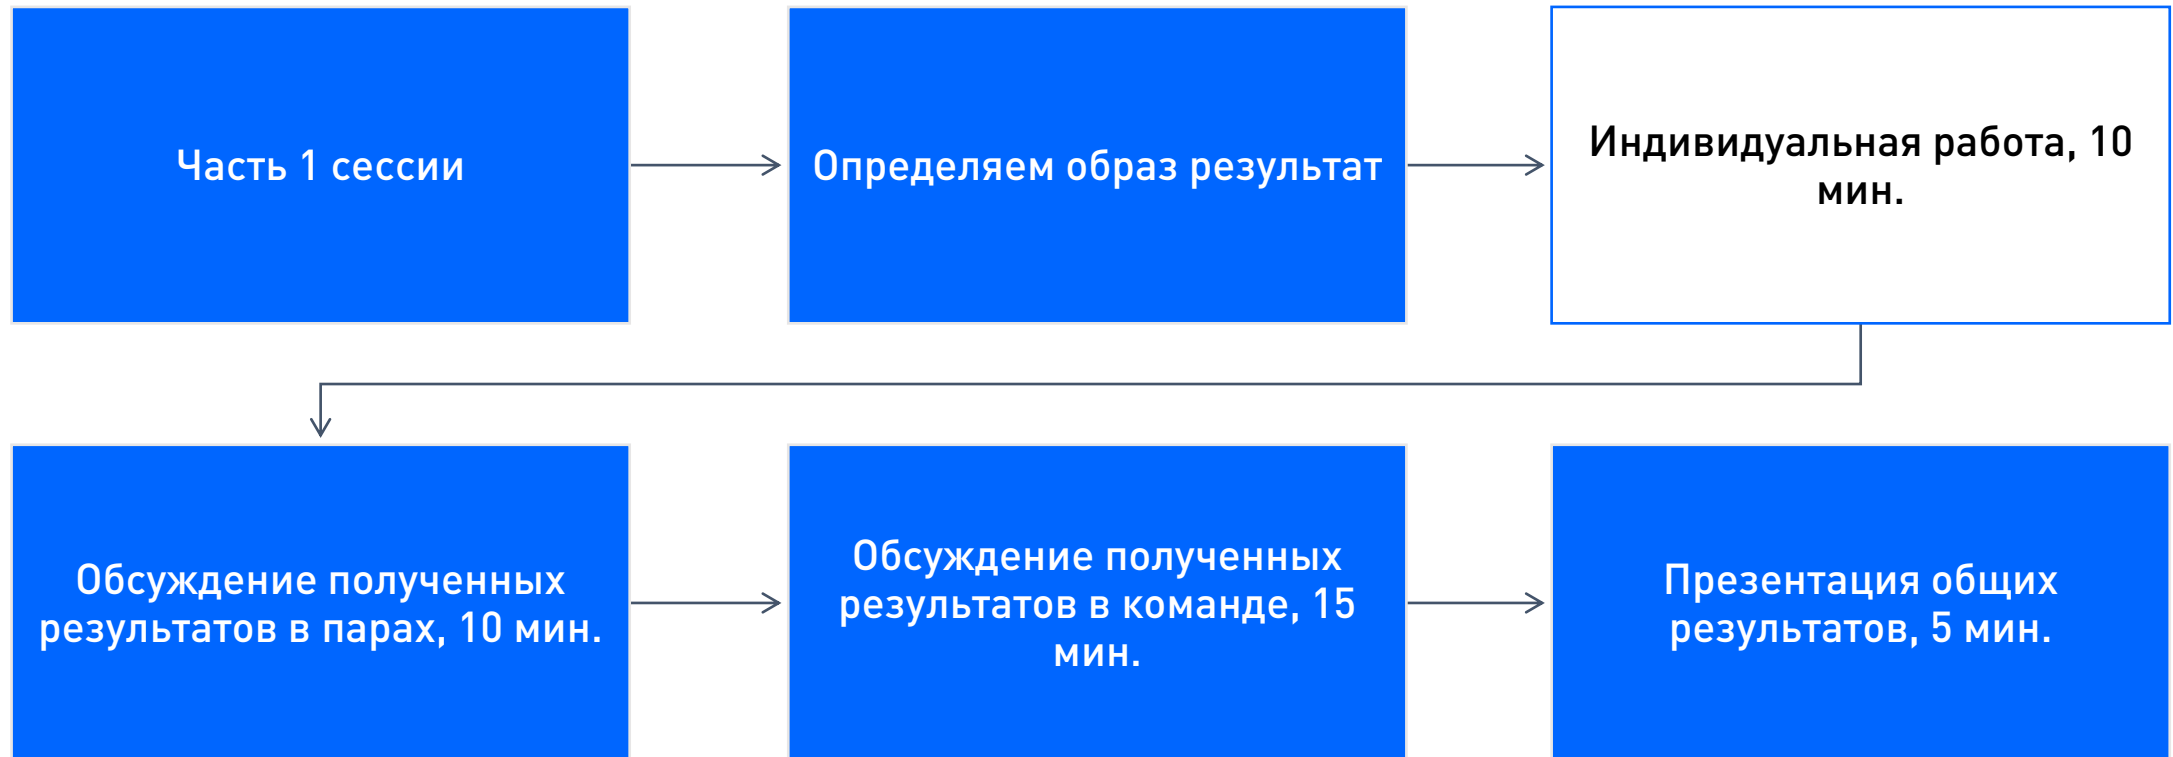 Часть 1 сессии
Определяем образ результат
Индивидуальная работа, 10
мин.
Обсуждение полученных
результатов в парах, 10 мин.
Обсуждение полученных
результатов в команде, 15
мин.
Презентация общих
результатов, 5 мин.